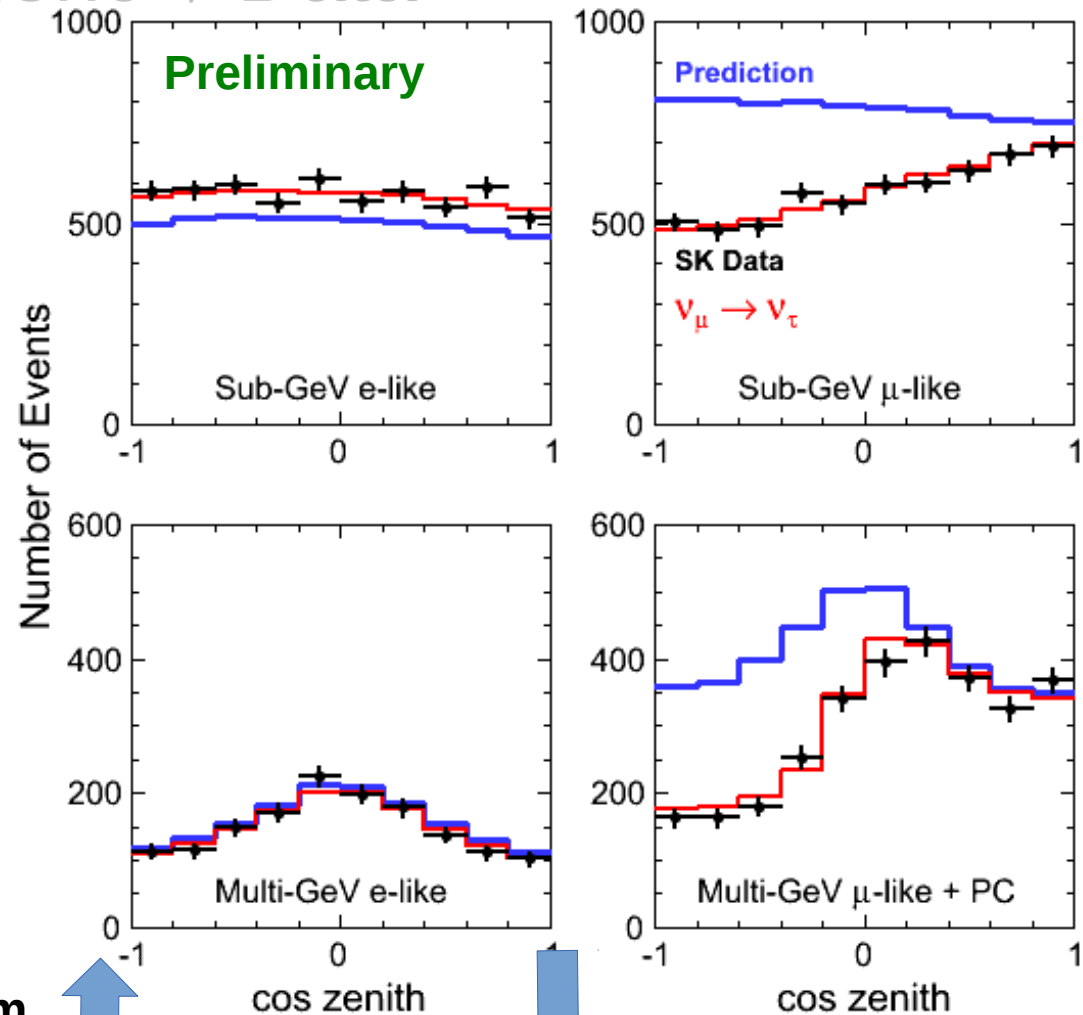 1000
Preliminary
500
0
-1
0
1
Sub-GeV e-like
1000
Prediction
500
SK Data
νμ → ντ
Sub-GeV μ-like
0
-1
0
1
Number of Events
600
400
200
0
Multi-GeV e-like
-1
0
1
cos zenith
600
400
200
0
Multi-GeV μ-like + PC
-1
0
1
cos zenith